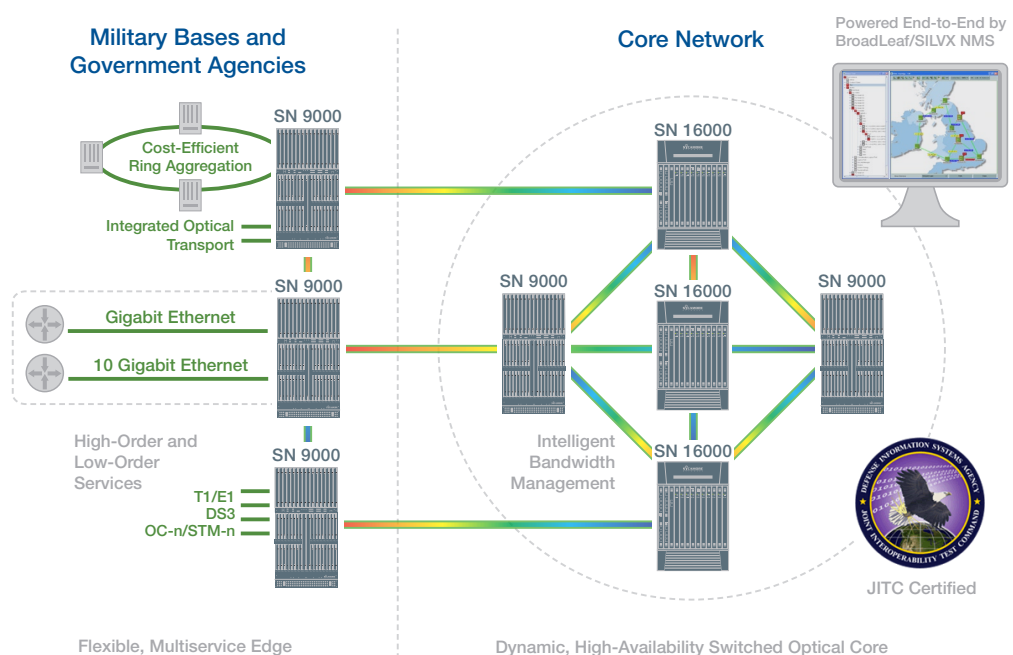 Military Bases and
Government Agencies
Core Network
Powered End-to-End by
BroadLeaf/SILVX NMS
SN 9000
Cost-Efficient
Ring Aggregation
Integrated Optical
Transport
SN 9000
Gigabit Ethernet
10 Gigabit Ethernet
High-Order and
Low-Order
Services
SN 9000
T1/E1
DS3
OC-n/STM-n
SN 16000
SN 9000
SN 16000
SN 9000
Intelligent
Bandwidth
Management
SN 16000
DEFENSE INFORMATION SYSTEMS AGENCY
JOINT INTEROPERABILITY TEST COMMAND
JITC Certified
Flexible, Multiservice Edge
Dynamic, High-Availability Switched Optical Core